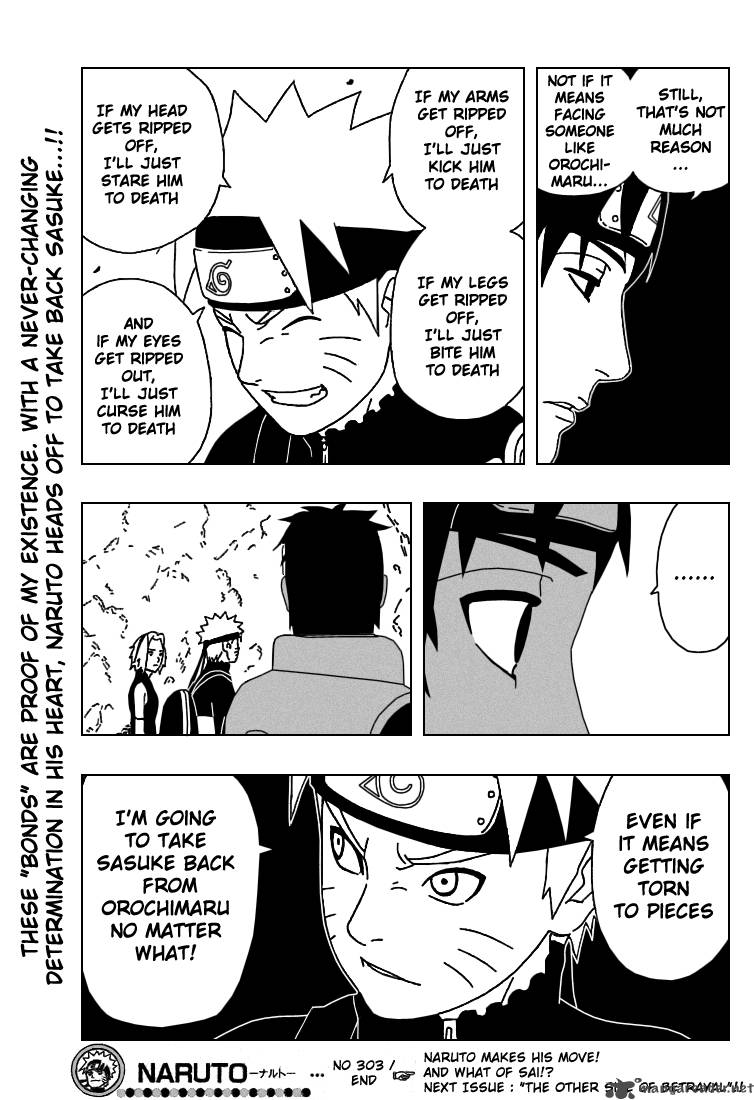 STILL,
THAT'S NOT
MUCH
REASON
...
NOT IF IT
MEANS
FACING
SOMEONE
LIKE
OROCHI-
MARU...
IF MY ARMS
GET RIPPED
OFF,
I'LL JUST
KICK HIM
TO DEATH
IF MY LEGS
GET RIPPED
OFF,
I'LL JUST
BITE HIM
TO DEATH
IF MY HEAD
GETS RIPPED
OFF,
I'LL JUST
STARE HIM
TO DEATH
AND
IF MY EYES
GET RIPPED
OUT,
I'LL JUST
CURSE HIM
TO DEATH
......
EVEN IF
IT MEANS
GETTING
TORN
TO PIECES
I'M GOING
TO TAKE
SASUKE BACK
FROM
OROCHIMARU
NO MATTER
WHAT!
THESE "BONDS" ARE PROOF OF MY EXISTENCE. WITH A NEVER-CHANGING
DETERMINATION IN HIS HEART, NARUTO HEADS OFF TO TAKE BACK SASUKE...!!
NARUTO -ナルト- ... NO 303 /
END
NARUTO MAKES HIS MOVE!
AND WHAT OF SAI!?
NEXT ISSUE : "THE OTHER SIDE OF BETRAYAL"!!